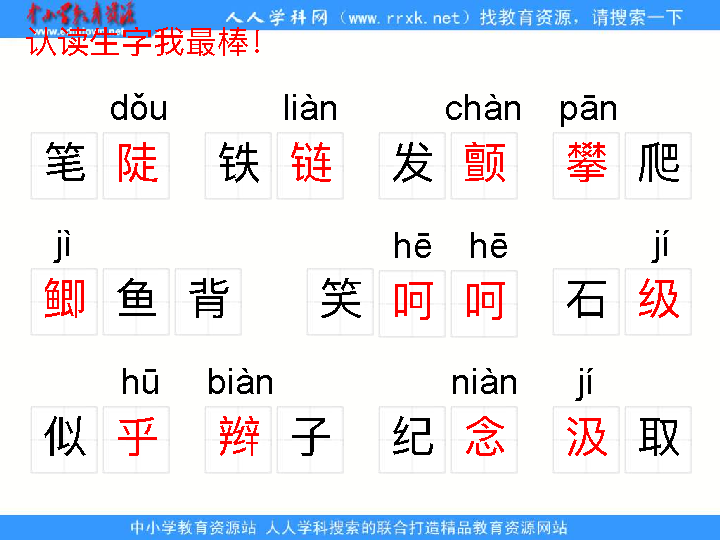 中小学教育资源站 人人学科网（www.rrxk.net）找教育资源，请搜索一下
认读生字我最棒！
dǒu liàn chàn pān
笔陡 铁链 发颤 攀爬
jì hē hē jí
鲫鱼背 笑呵呵 石级
hū biàn niàn jí
似乎 辫子 纪念 汲取
中小学教育资源站 人人学科搜索的联合打造精品教育资源网站